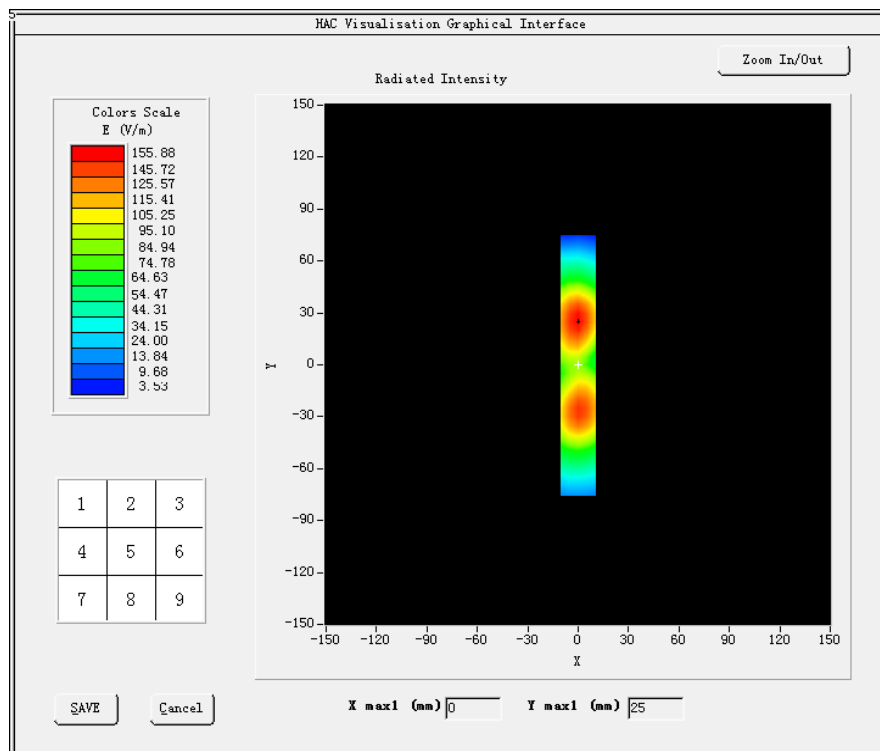 5
HAC Visualisation Graphical Interface
Zoom In/Out
Radiated Intensity
Colors Scale
E (V/m)
155.88
145.72
125.57
115.41
105.25
95.10
84.94
74.78
64.63
54.47
44.31
34.15
24.00
13.84
9.68
3.53
150
120
90
60
30
0
-30
-60
-90
-120
-150
Y
-150 -120 -90 -60 -30 0 30 60 90 120 150
X
1 2 3
4 5 6
7 8 9
SAVE Cancel
X max1 (mm) 0 Y max1 (mm) 25